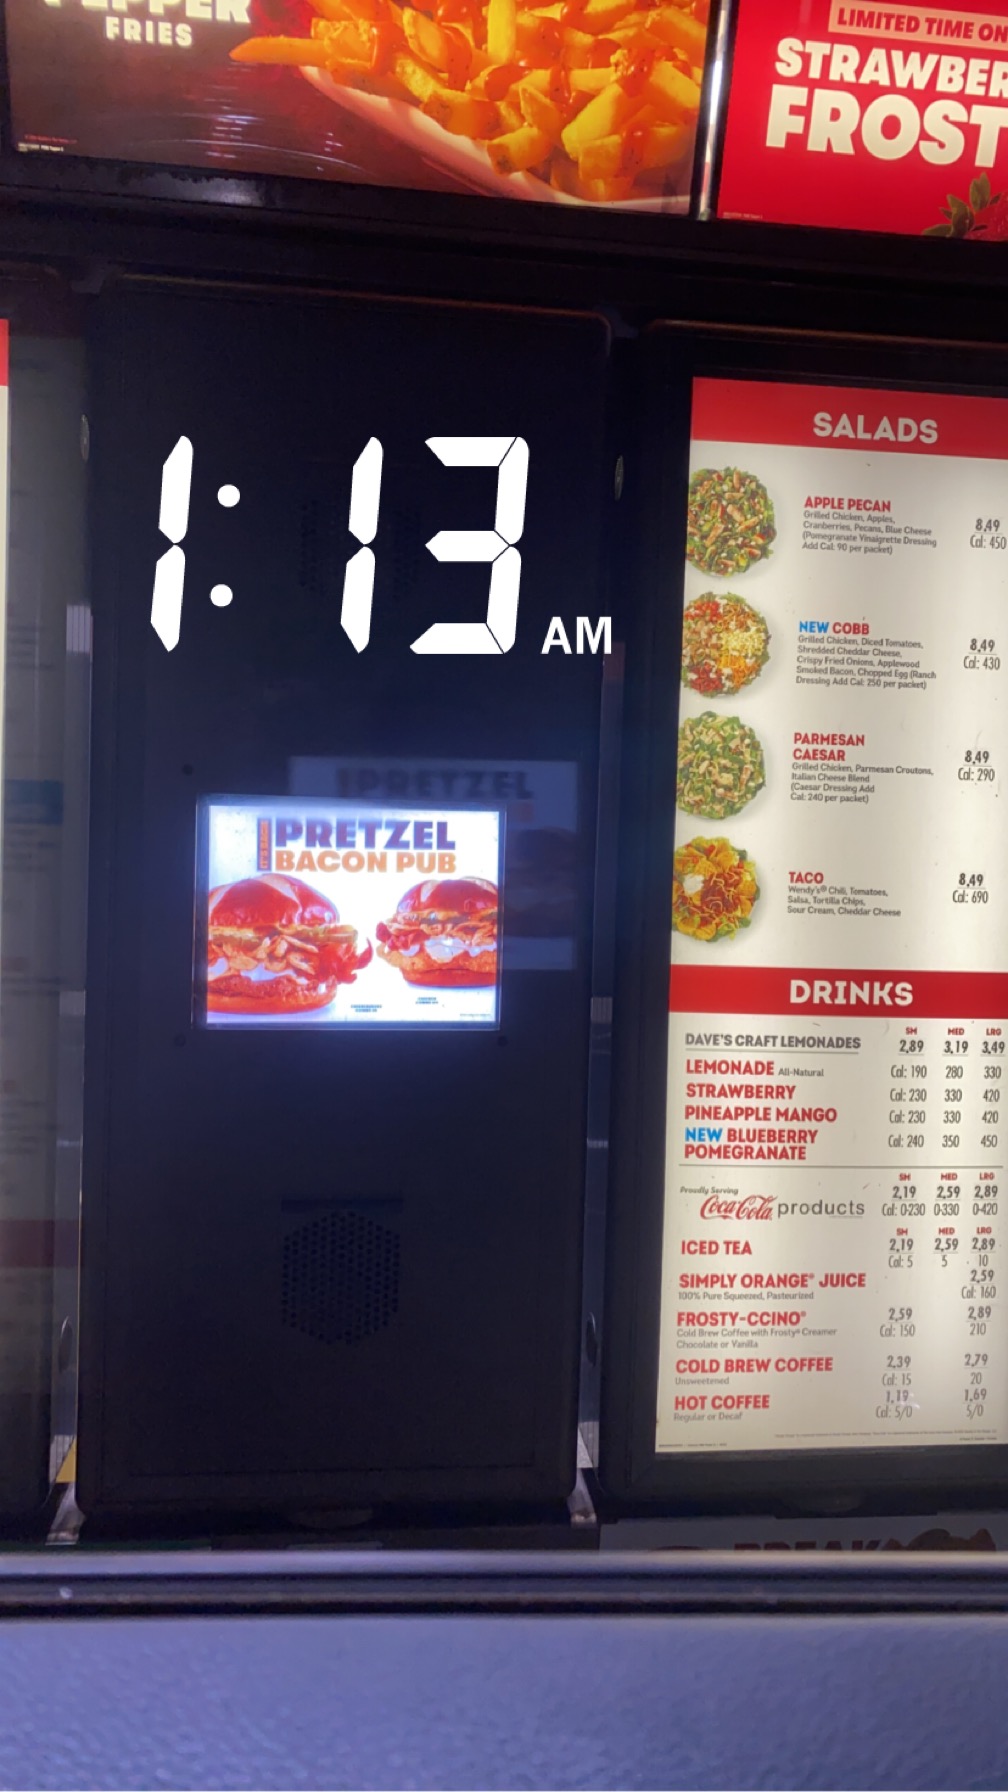 PEPPER
FRIES
LIMITED TIME ON
STRAWBER
FROST
1:13 AM
PRETZEL
BACON PUB
SALADS
APPLE PECAN
Grilled Chicken, Apples,
Cranberries, Pecans, Blue Cheese
(Pomegranate Vinaigrette Dressing
Add Cal: 90 per packet)
8,49
Cal: 450
NEW COBB
Grilled Chicken, Diced Tomatoes,
Shredded Cheddar Cheese,
Crispy Fried Onions, Applewood
Smoked Bacon, Chopped Egg (Ranch
Dressing Add Cal: 250 per packet)
8,49
Cal: 430
PARMESAN
CAESAR
Grilled Chicken, Parmesan Croutons,
Italian Cheese Blend
(Caesar Dressing Add
Cal: 240 per packet)
8,49
Cal: 290
TACO
Wendy's® Chili, Tomatoes,
Salsa, Tortilla Chips,
Sour Cream, Cheddar Cheese
8,49
Cal: 690
DRINKS
SM MED LRG
DAVE'S CRAFT LEMONADES 2,89 3,19 3,49
LEMONADE All-Natural Cal: 190 280 330
STRAWBERRY Cal: 230 330 420
PINEAPPLE MANGO Cal: 230 330 420
NEW BLUEBERRY Cal: 240 350 450
POMEGRANATE
SM MED LRG
Proudly Serving 2,19 2,59 2,89
Coca-Cola products Cal: 0-230 0-330 0-420
SM MED LRG
ICED TEA 2,19 2,59 2,89
Cal: 5 5 10
SIMPLY ORANGE® JUICE 2,59
100% Pure Squeezed, Pasteurized Cal: 160
FROSTY-CCINO® 2,59 2,89
Cold Brew Coffee with Frosty® Creamer Cal: 150 210
Chocolate or Vanilla
COLD BREW COFFEE 2,39 2,79
Unsweetened Cal: 15 20
HOT COFFEE 1,19 1,69
Regular or Decaf Cal: 5/0 5/0
BREAK